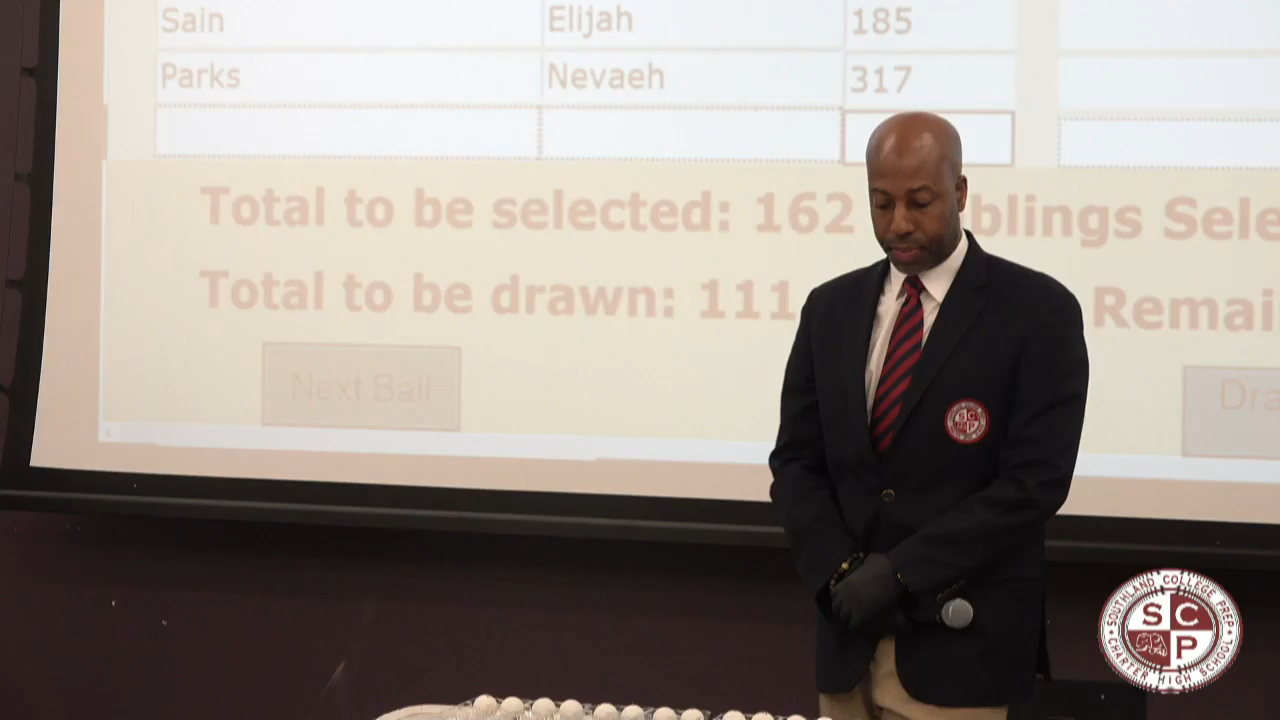 Sain Elijah 185
Parks Nevaeh 317
Total to be selected: 162 blings Sele
Total to be drawn: 111 Remai
Next Ball
Dra
S C P
SOUTHLAND COLLEGE PREP
CHARTER HIGH SCHOOL
S C P